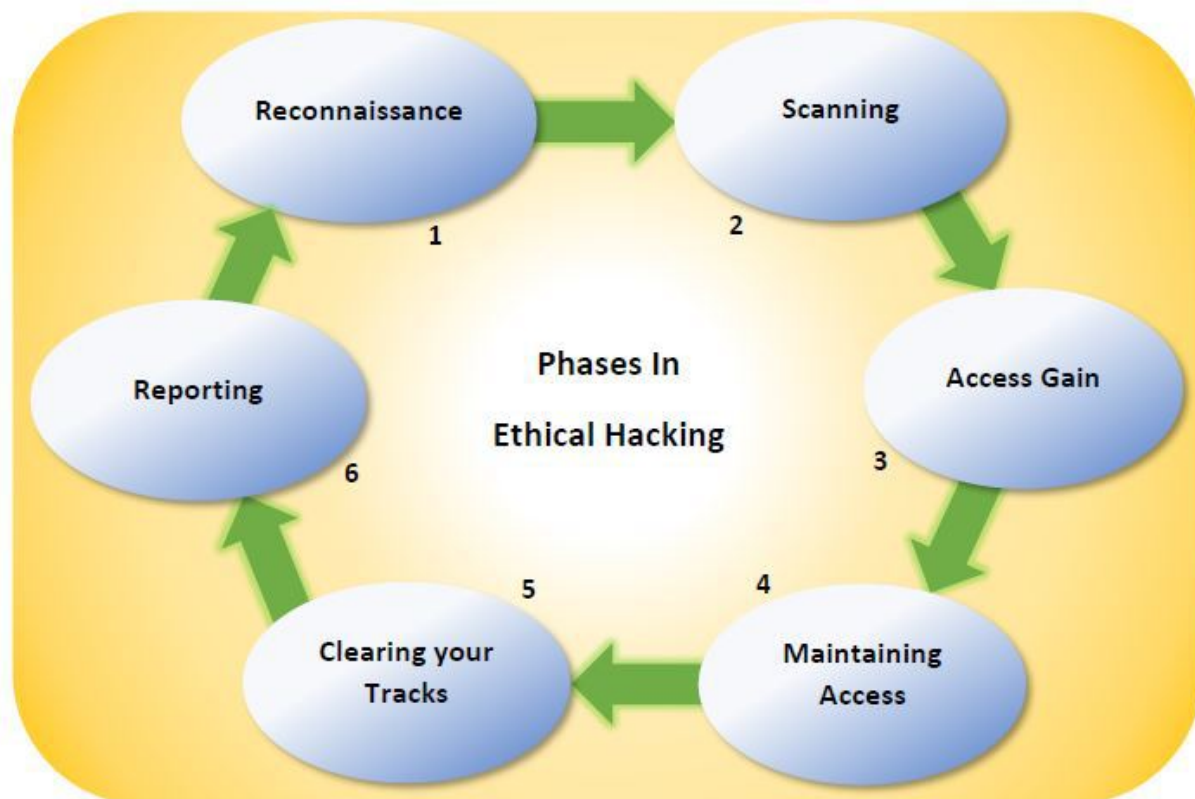 Reconnaissance
1
Scanning
2
Access Gain
3
Maintaining
Access
4
Clearing your
Tracks
5
Reporting
6
Phases In
Ethical Hacking